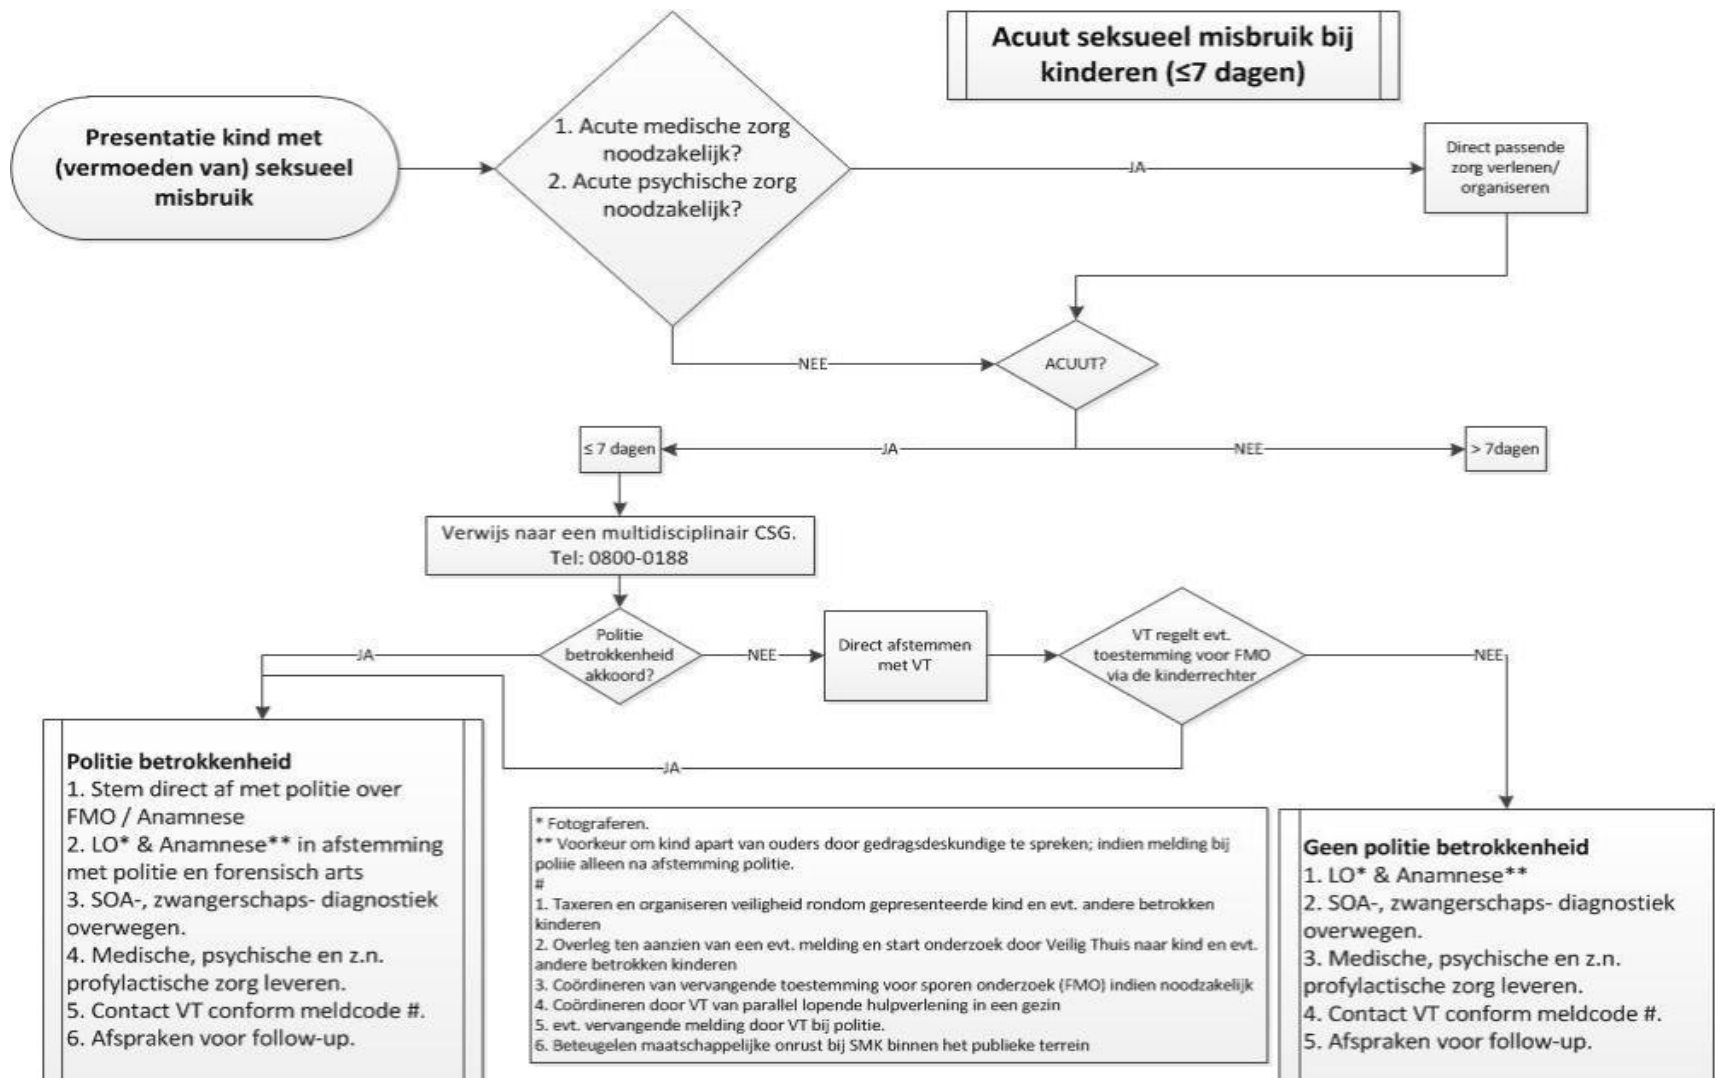 Acuut seksueel misbruik bij
kinderen (≤7 dagen)
Presentatie kind met
(vermoeden van) seksueel
misbruik
1. Acute medische zorg
noodzakelijk?
2. Acute psychische zorg
noodzakelijk?
JA
Direct passende
zorg verlenen/
organiseren
NEE
ACUUT?
≤ 7 dagen
JA
NEE
> 7dagen
Verwijs naar een multidisciplinair CSG.
Tel: 0800-0188
Politie
betrokkenheid
akkoord?
JA
NEE
Direct afstemmen
met VT
VT regelt evt.
toestemming voor FMO
via de kinderrechter
NEE
JA
Politie betrokkenheid
1. Stem direct af met politie over
FMO / Anamnese
2. LO* & Anamnese** in afstemming
met politie en forensisch arts
3. SOA-, zwangerschaps- diagnostiek
overwegen.
4. Medische, psychische en z.n.
profylactische zorg leveren.
5. Contact VT conform meldcode #.
6. Afspraken voor follow-up.
* Fotograferen.
** Voorkeur om kind apart van ouders door gedragsdeskundige te spreken; indien melding bij
poliie alleen na afstemming politie.
#
1. Taxeren en organiseren veiligheid rondom gepresenteerde kind en evt. andere betrokken
kinderen
2. Overleg ten aanzien van een evt. melding en start onderzoek door Veilig Thuis naar kind en evt.
andere betrokken kinderen
3. Coördineren van vervangende toestemming voor sporen onderzoek (FMO) indien noodzakelijk
4. Coördineren door VT van parallel lopende hulpverlening in een gezin
5. evt. vervangende melding door VT bij politie.
6. Beteugelen maatschappelijke onrust bij SMK binnen het publieke terrein
Geen politie betrokkenheid
1. LO* & Anamnese**
2. SOA-, zwangerschaps- diagnostiek
overwegen.
3. Medische, psychische en z.n.
profylactische zorg leveren.
4. Contact VT conform meldcode #.
5. Afspraken voor follow-up.